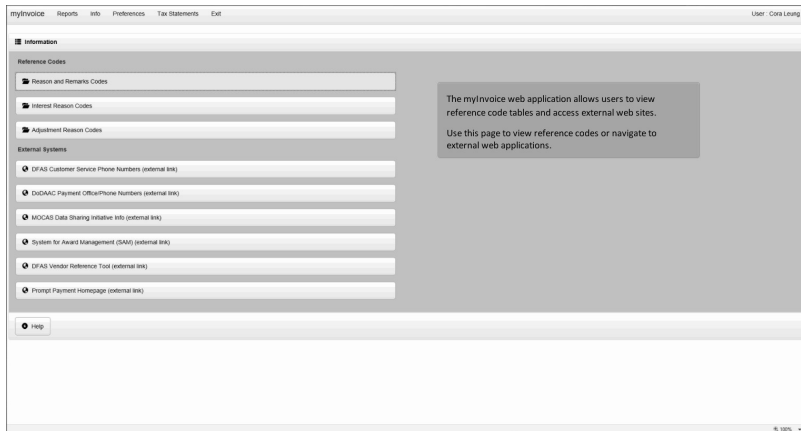 myInvoice Reports Info Preferences Tax Statements Exit User : Cora Leung
Information
Reference Codes
Reason and Remarks Codes
Interest Reason Codes
Adjustment Reason Codes
External Systems
DFAS Customer Service Phone Numbers (external link)
DoDAAC Payment Office/Phone Numbers (external link)
MOCAS Data Sharing Initiative Info (external link)
System for Award Management (SAM) (external link)
DFAS Vendor Reference Tool (external link)
Prompt Payment Homepage (external link)
The myInvoice web application allows users to view
reference code tables and access external web sites.
Use this page to view reference codes or navigate to
external web applications.
Help
100%